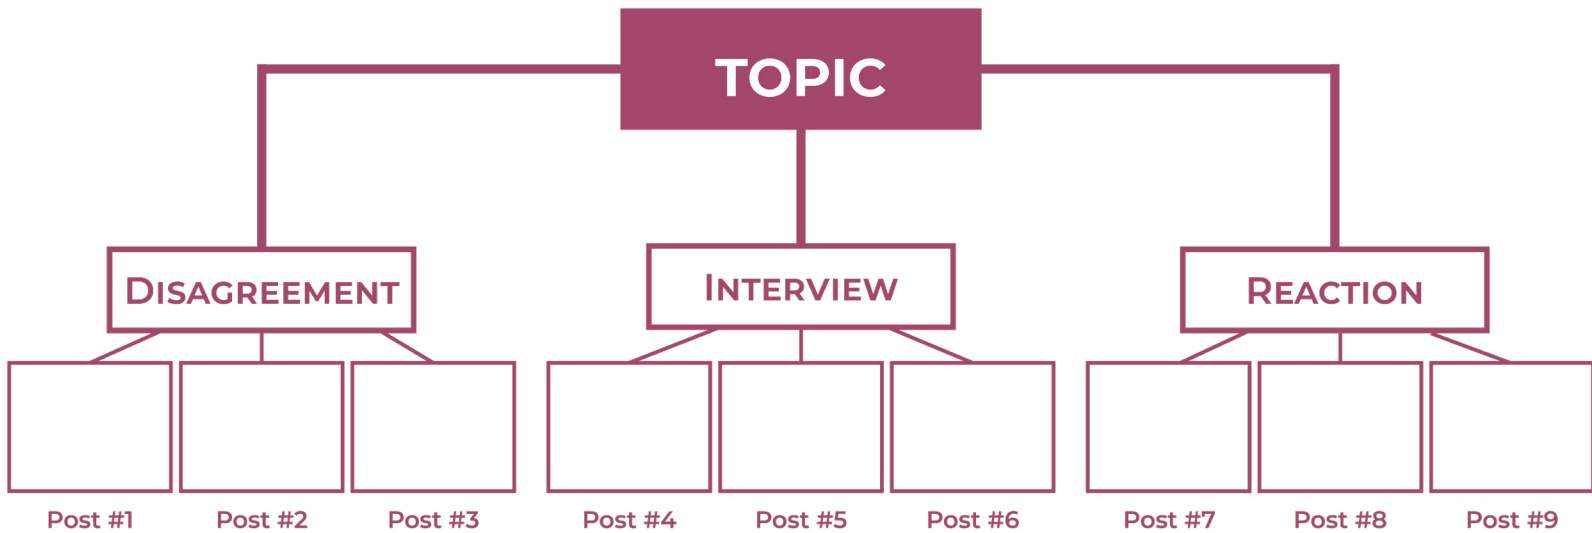 TOPIC
DISAGREEMENT
INTERVIEW
REACTION
Post #1
Post #2
Post #3
Post #4
Post #5
Post #6
Post #7
Post #8
Post #9